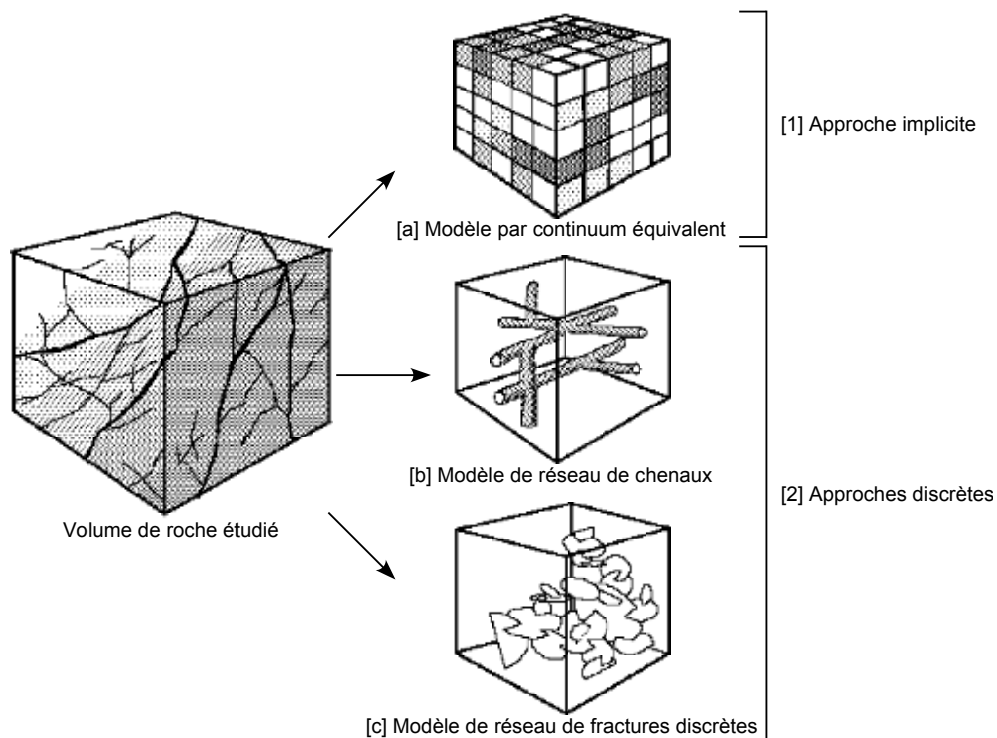 [1] Approche implicite
[a] Modèle par continuum équivalent
[b] Modèle de réseau de chenaux
[2] Approches discrètes
Volume de roche étudié
[c] Modèle de réseau de fractures discrètes